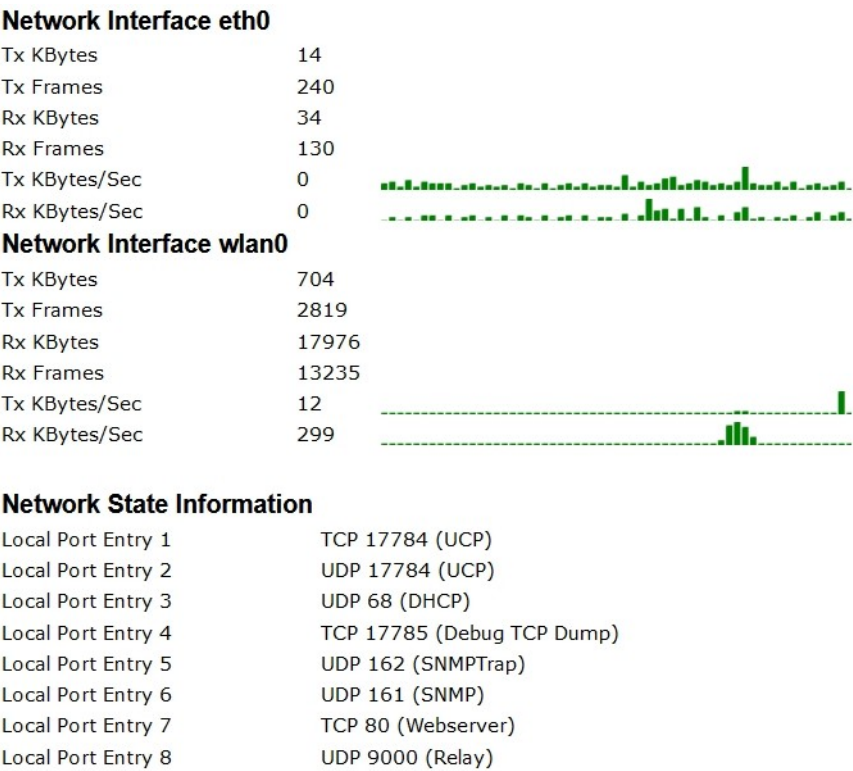 Network Interface eth0
Tx KBytes 14
Tx Frames 240
Rx KBytes 34
Rx Frames 130
Tx KBytes/Sec 0
Rx KBytes/Sec 0
Network Interface wlan0
Tx KBytes 704
Tx Frames 2819
Rx KBytes 17976
Rx Frames 13235
Tx KBytes/Sec 12
Rx KBytes/Sec 299
Network State Information
Local Port Entry 1 TCP 17784 (UCP)
Local Port Entry 2 UDP 17784 (UCP)
Local Port Entry 3 UDP 68 (DHCP)
Local Port Entry 4 TCP 17785 (Debug TCP Dump)
Local Port Entry 5 UDP 162 (SNMPTrap)
Local Port Entry 6 UDP 161 (SNMP)
Local Port Entry 7 TCP 80 (Webserver)
Local Port Entry 8 UDP 9000 (Relay)